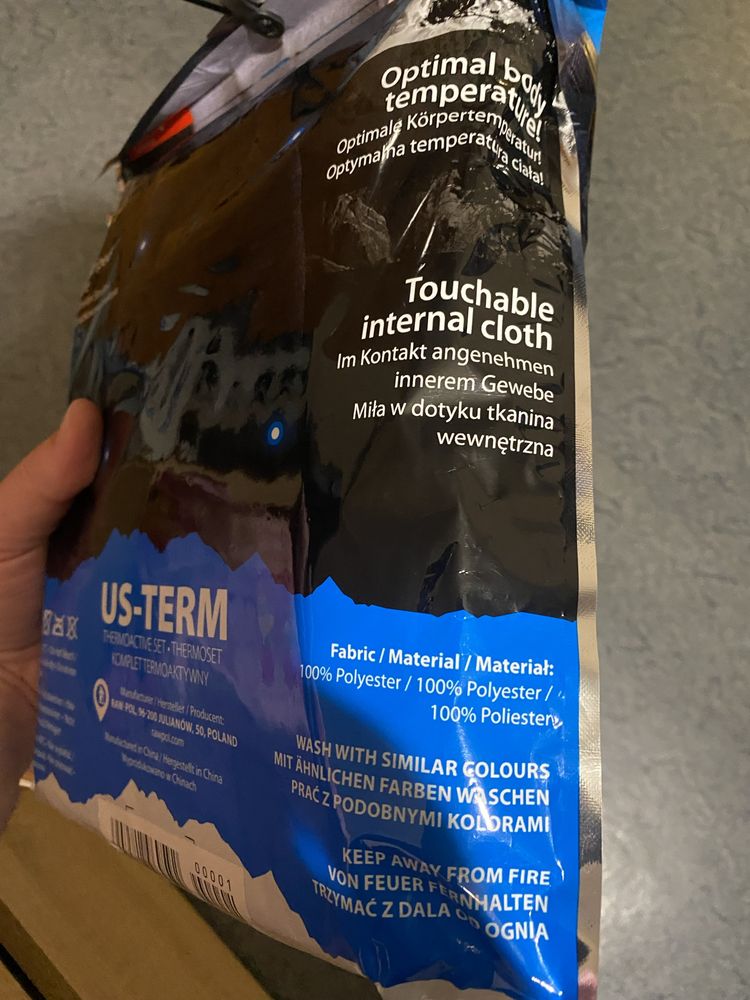 Optimal body
temperature!
Optimale Körpertemperatur!
Optymalna temperatura ciała!
Touchable
internal cloth
Im Kontakt angenehmen
innerem Gewebe
Miła w dotyku tkanina
wewnętrzna
US-TERM
THERMOACTIVE SET • THERMOSET
KOMPLET TERMOAKTYWNY
Manufacturer / Hersteller / Producent:
RAW-POL, 96-200 JULIANÓW, 50, POLAND
rawpol.com
Manufactured in China / Hergestellt in China
Wyprodukowano w Chinach
00001
Fabric / Material / Materiał:
100% Polyester / 100% Polyester /
100% Poliester
WASH WITH SIMILAR COLOURS
MIT ÄHNLICHEN FARBEN WASCHEN
PRAĆ Z PODOBNYMI KOLORAMI
KEEP AWAY FROM FIRE
VON FEUER FERNHALTEN
TRZYMAĆ Z DALA OD OGNIA